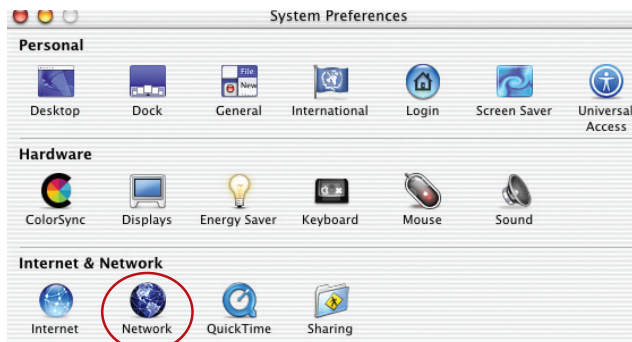 System Preferences
Personal
File
New
Desktop Dock General International Login Screen Saver Universal Access
Hardware
ColorSync Displays Energy Saver Keyboard Mouse Sound
Internet & Network
Internet Network QuickTime Sharing